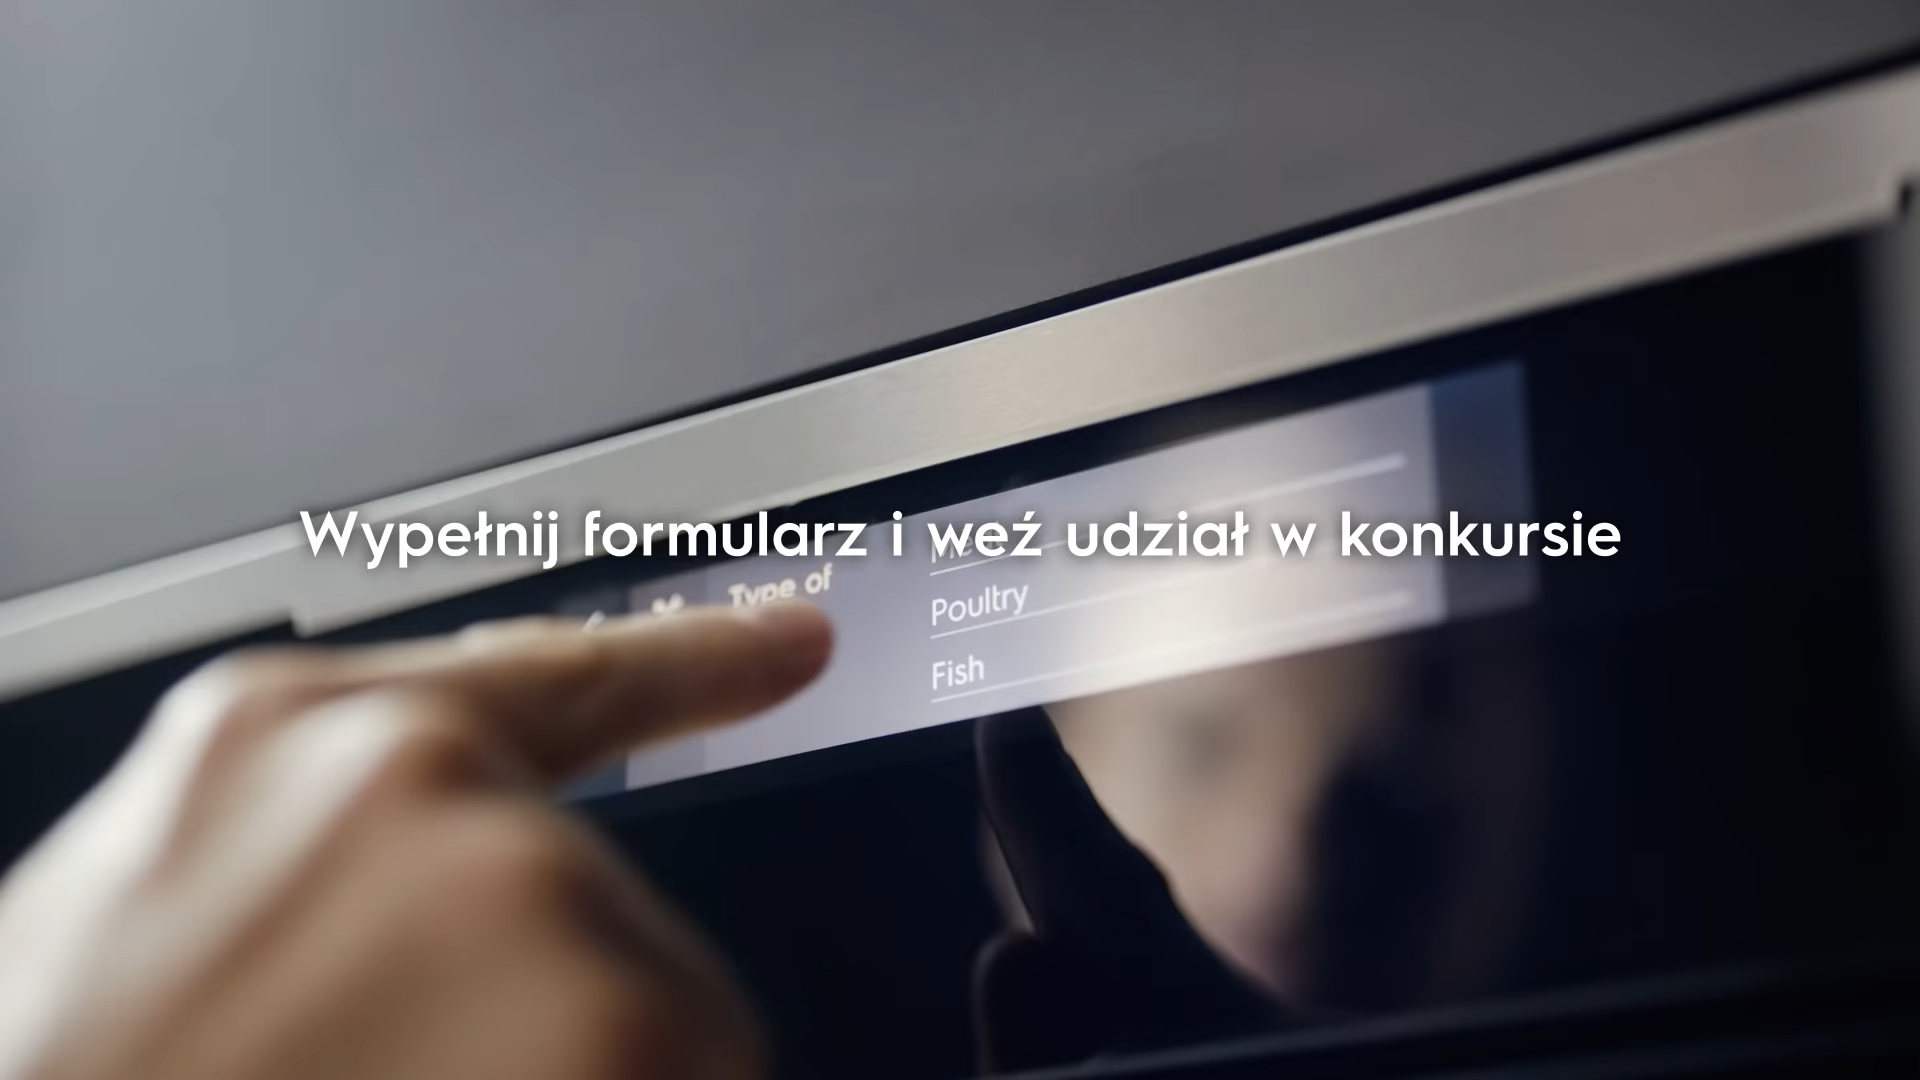 Wypełnij formularz i weź udział w konkursie
Type of
Poultry
Fish